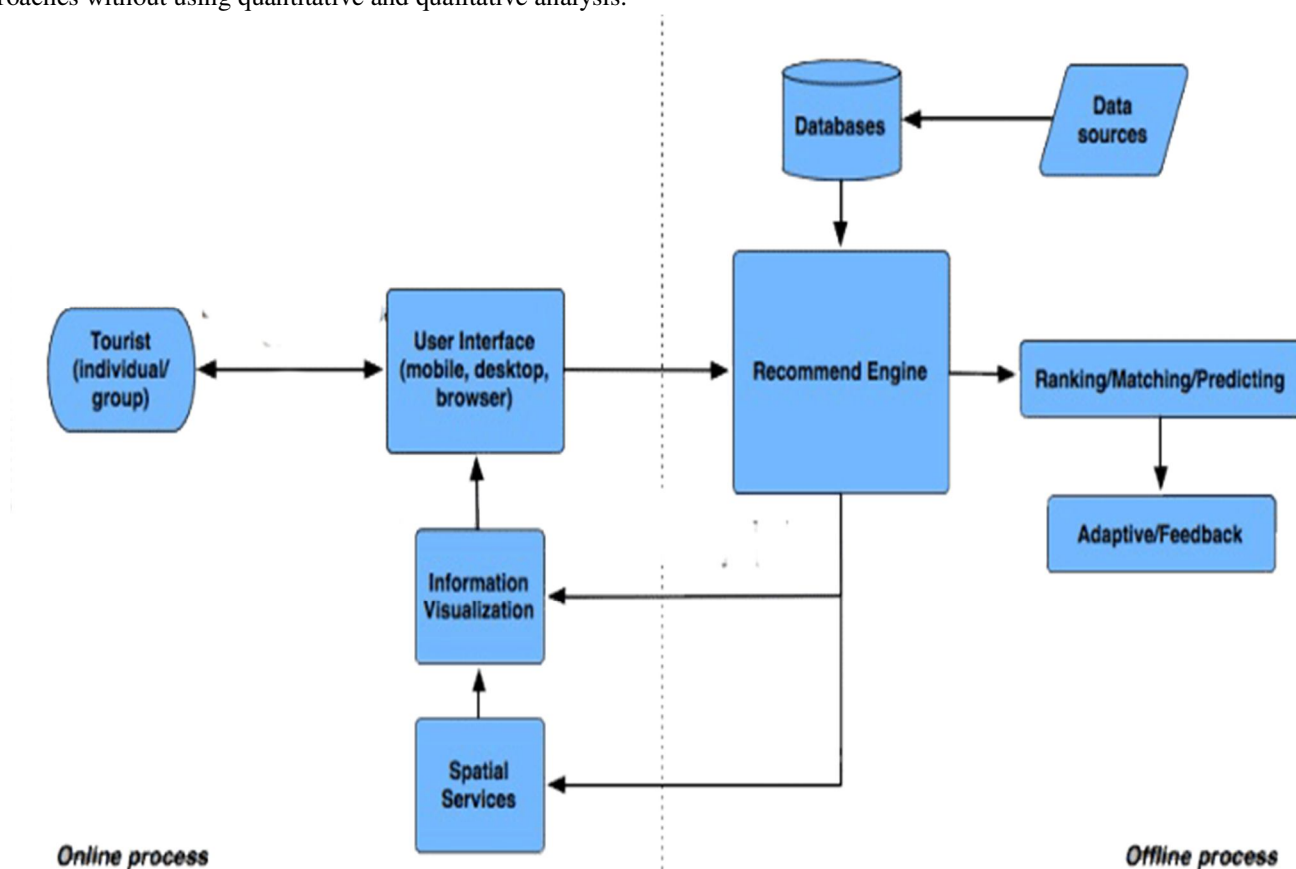 without using quantitative and qualitative analysis.
Databases
Data
sources
Tourist
(individual/
group)
User Interface
(mobile, desktop,
browser)
Recommend Engine
Ranking/Matching/Predicting
Adaptive/Feedback
Information
Visualization
Spatial
Services
Online process
Offline process